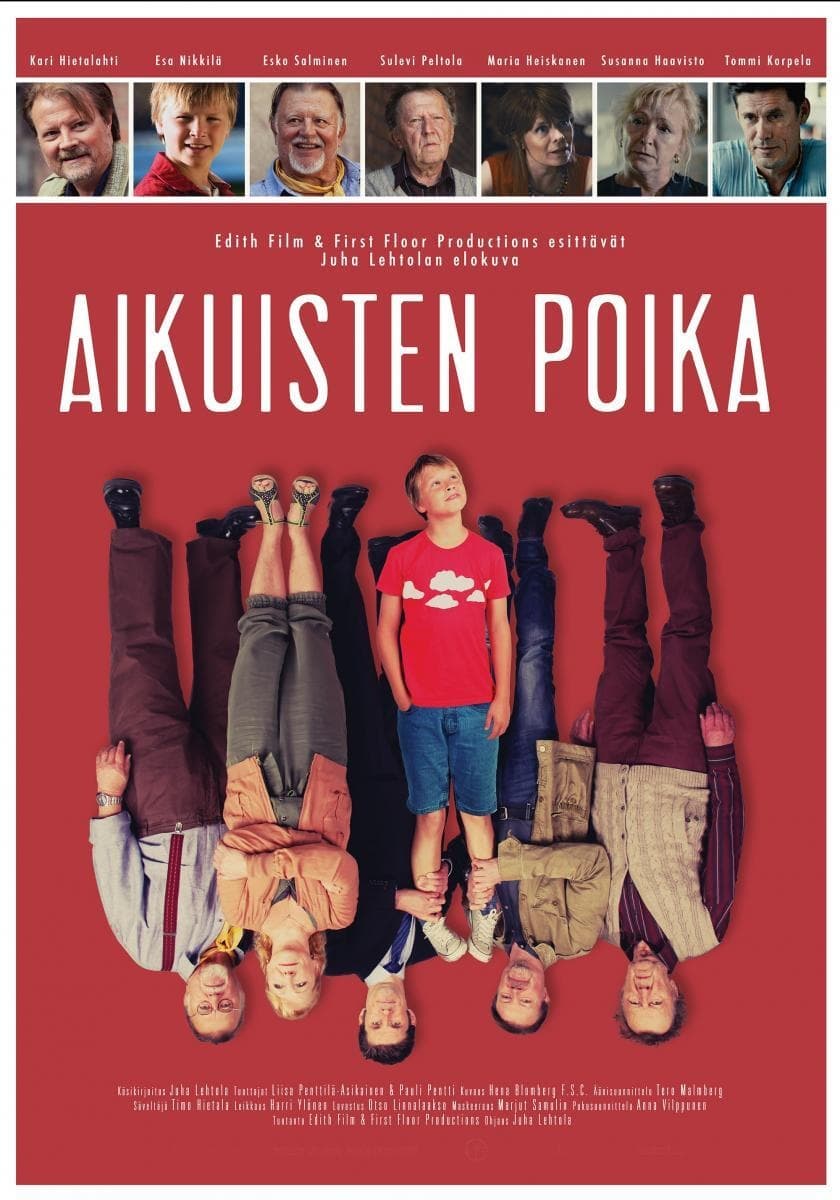 Kari Hietalahti Esa Nikkilä Esko Salminen Sulevi Peltola Maria Heiskanen Susanna Haavisto Tommi Korpela
Edith Film & First Floor Productions esittävät
Juha Lehtolan elokuva
AIKUISTEN POIKA
Käsikirjoitus Juha Lehtola Tuottajat Liisa Penttilä-Asikainen & Pauli Pentti Kuvaus Hena Blomberg F.S.C. Äänisuunnittelu Tero Malmberg
Säveltäjä Timo Hietala Leikkaus Harri Ylönen Lavastus Otso Linnalaakso Maskeeraus Marjut Samulin Pukusuunnittelu Anna Vilppunen
Tuotanto Edith Film & First Floor Productions Ohjaus Juha Lehtola